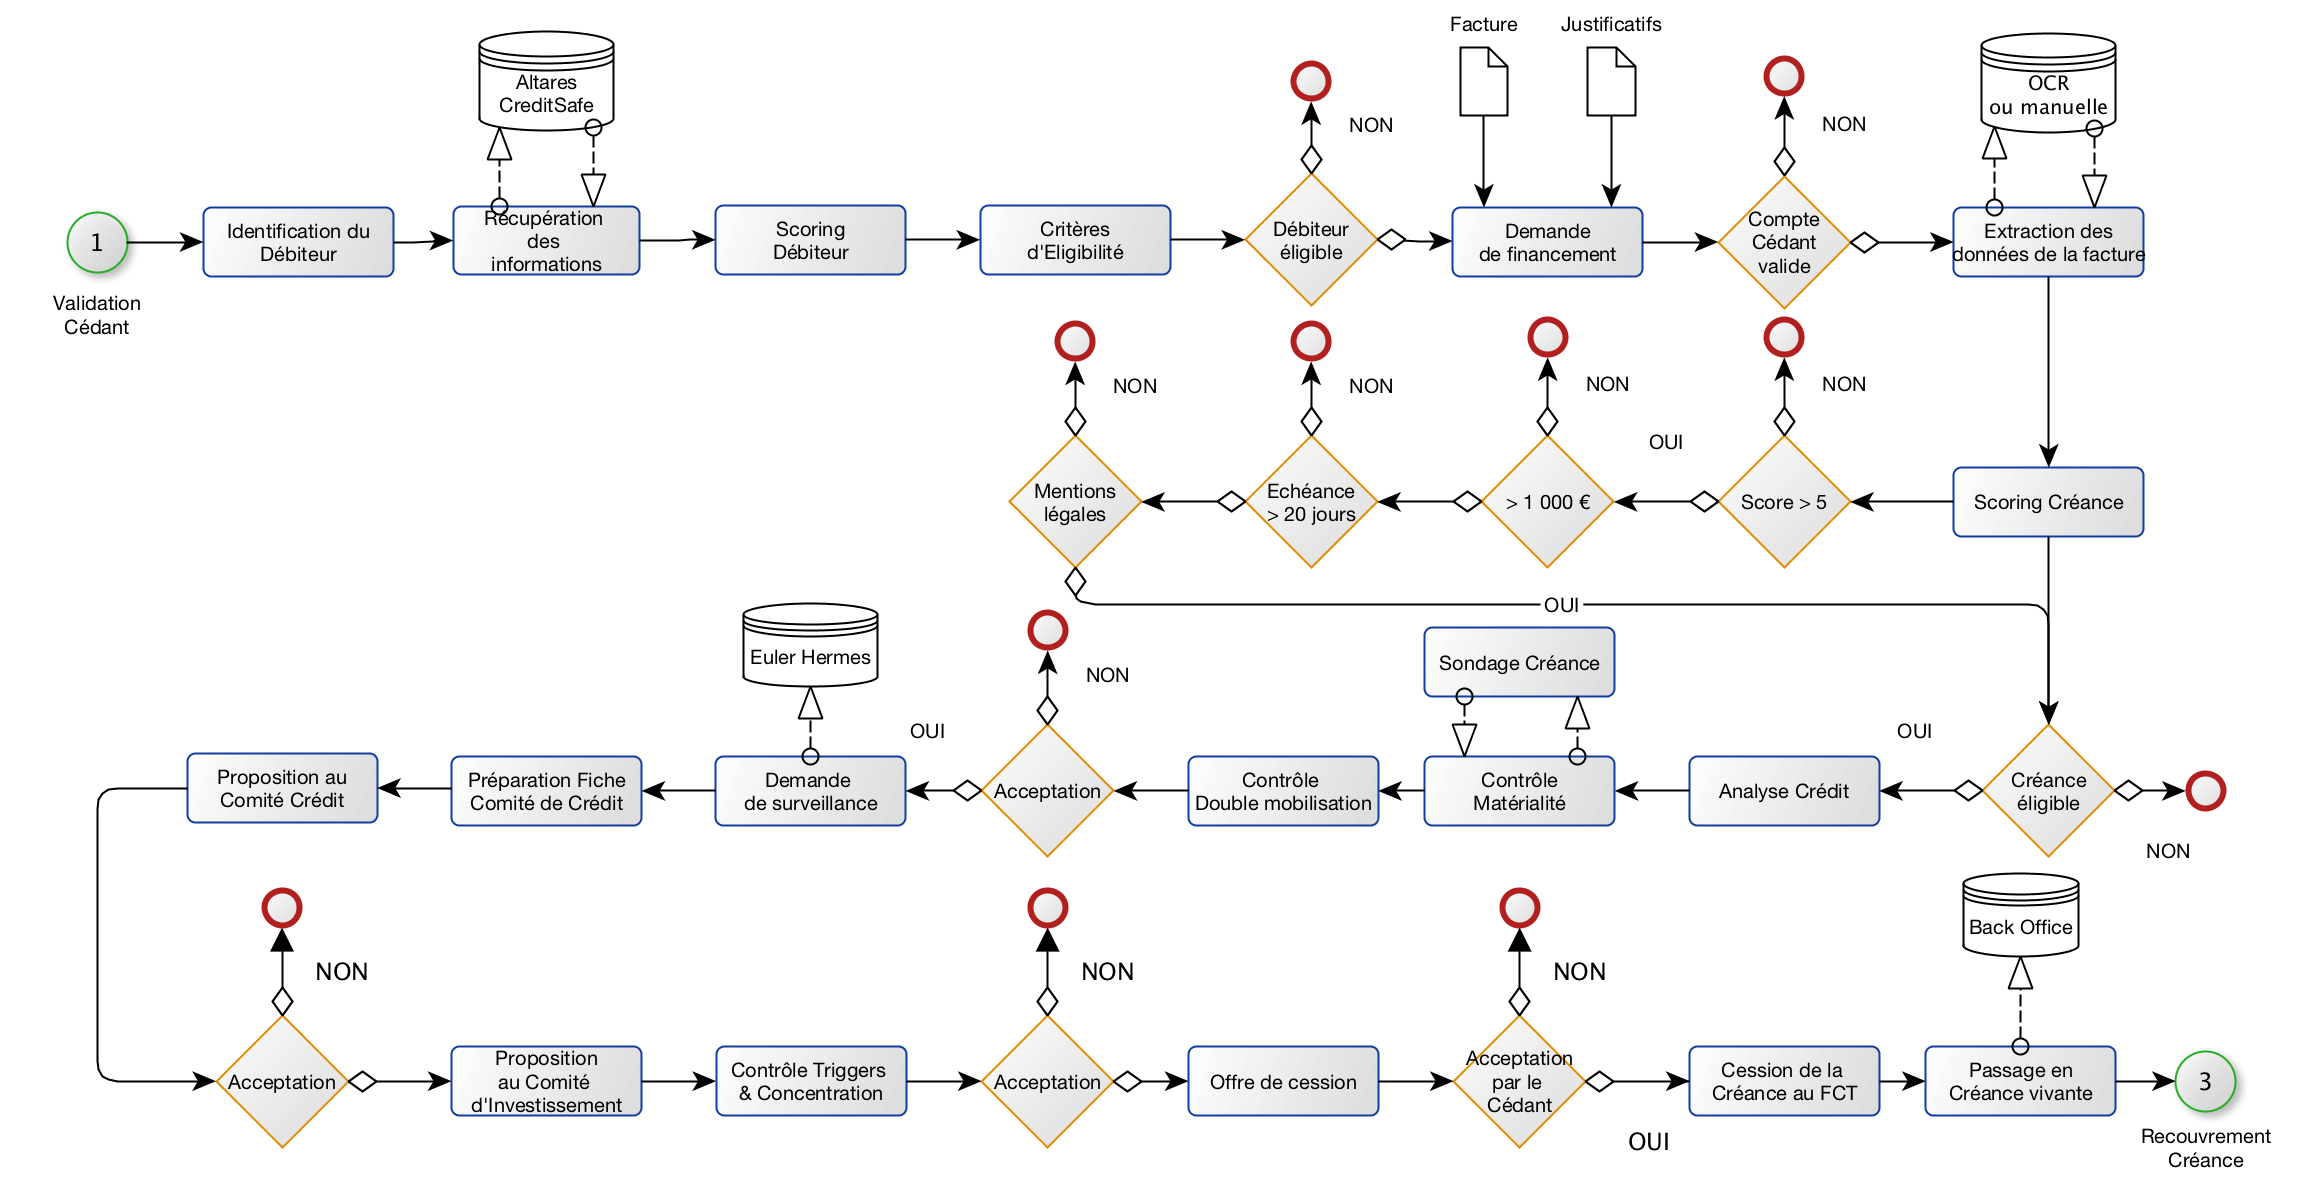 Facture
Justificatifs
Altares
CreditSafe
OCR
ou manuelle
NON
NON
1
Validation
Cédant
Identification du
Débiteur
Récupération
des
informations
Scoring
Débiteur
Critères
d'Eligibilité
Débiteur
éligible
Demande
de financement
Compte
Cédant
valide
Extraction des
données de la facture
NON
NON
NON
NON
OUI
Mentions
légales
Echéance
> 20 jours
> 1 000 €
Score > 5
Scoring Créance
OUI
Euler Hermes
NON
Sondage Créance
OUI
OUI
Proposition au
Comité Crédit
Préparation Fiche
Comité de Crédit
Demande
de surveillance
Acceptation
Contrôle
Double mobilisation
Contrôle
Matérialité
Analyse Crédit
Créance
éligible
NON
Back Office
NON
NON
NON
Acceptation
Proposition
au Comité
d'Investissement
Contrôle Triggers
& Concentration
Acceptation
Offre de cession
Acceptation
par le
Cédant
OUI
Cession de la
Créance au FCT
Passage en
Créance vivante
3
Recouvrement
Créance